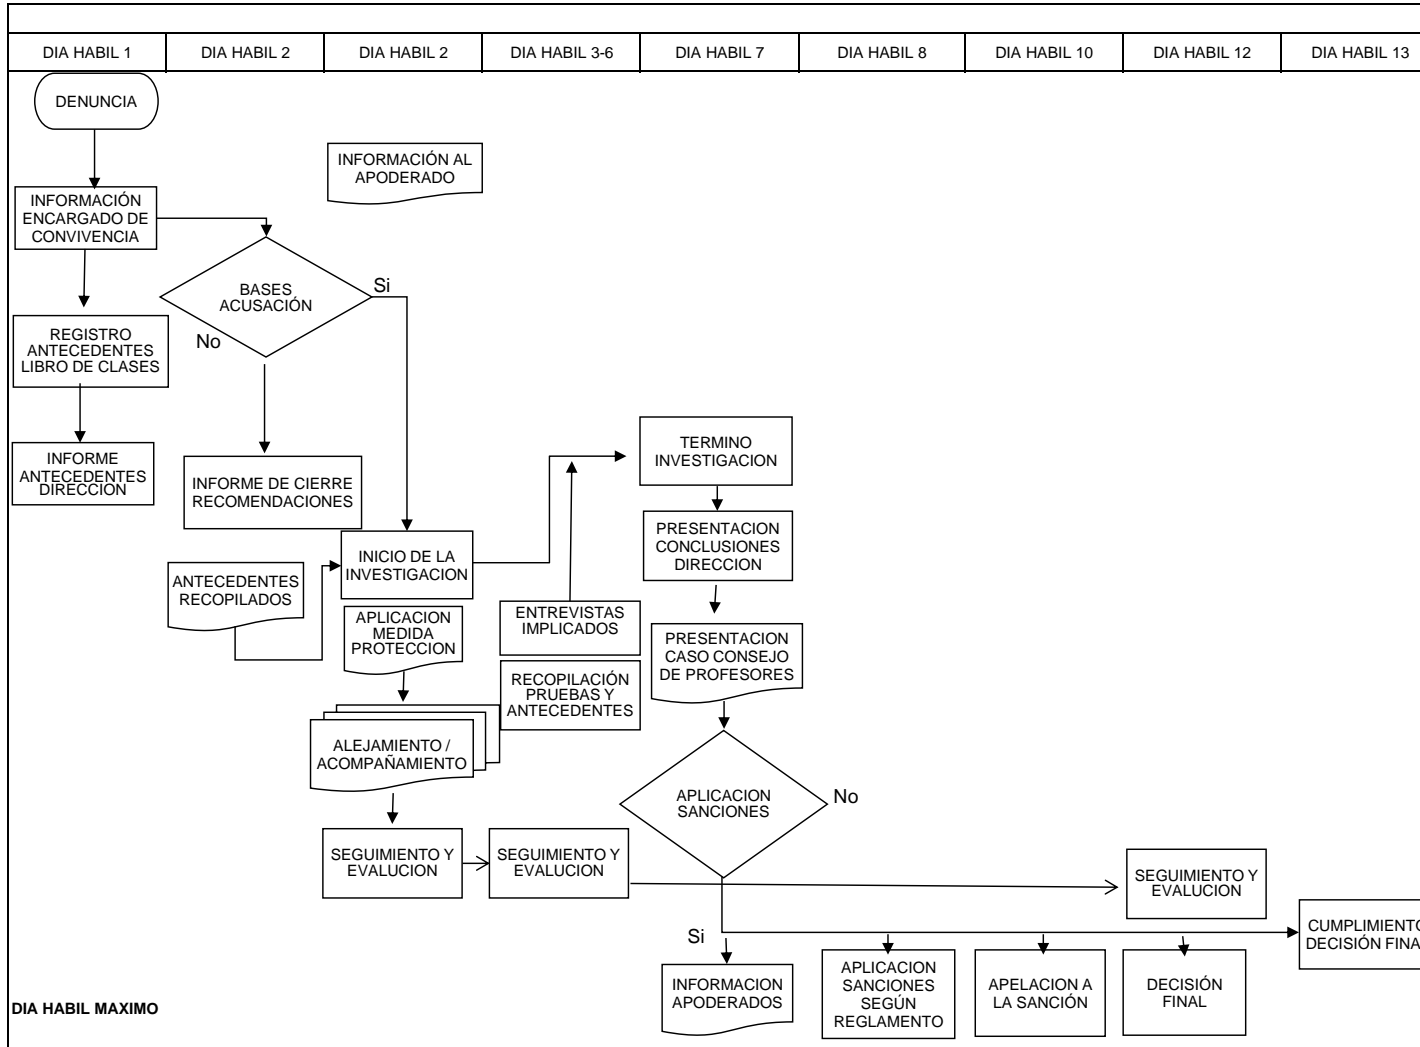 DIA HABIL 1
DIA HABIL 2
DIA HABIL 2
DIA HABIL 3-6
DIA HABIL 7
DIA HABIL 8
DIA HABIL 10
DIA HABIL 12
DIA HABIL 13
DENUNCIA
INFORMACIÓN AL
APODERADO
INFORMACIÓN
ENCARGADO DE
CONVIVENCIA
BASES
ACUSACIÓN
Si
No
REGISTRO
ANTECEDENTES
LIBRO DE CLASES
INFORME
ANTECEDENTES
DIRECCION
INFORME DE CIERRE
RECOMENDACIONES
TERMINO
INVESTIGACION
PRESENTACION
CONCLUSIONES
DIRECCION
INICIO DE LA
INVESTIGACION
ANTECEDENTES
RECOPILADOS
APLICACION
MEDIDA
PROTECCION
ENTREVISTAS
IMPLICADOS
PRESENTACION
CASO CONSEJO
DE PROFESORES
RECOPILACIÓN
PRUEBAS Y
ANTECEDENTES
ALEJAMIENTO /
ACOMPAÑAMIENTO
APLICACION
SANCIONES
No
SEGUIMIENTO Y
EVALUCION
SEGUIMIENTO Y
EVALUCION
SEGUIMIENTO Y
EVALUCION
Si
CUMPLIMIENTO
DECISIÓN FINA
INFORMACION
APODERADOS
APLICACION
SANCIONES
SEGÚN
REGLAMENTO
APELACION A
LA SANCIÓN
DECISIÓN
FINAL
DIA HABIL MAXIMO